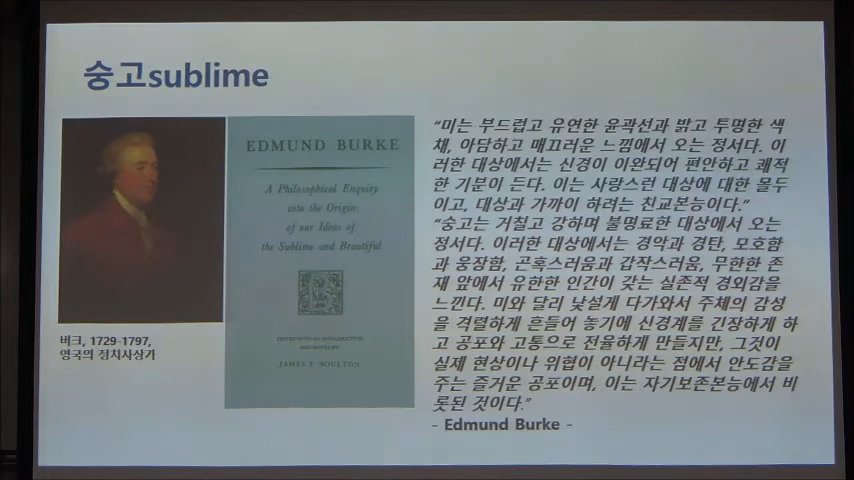 숭고sublime
EDMUND BURKE
A Philosophical Enquiry
into the Origin
of our Ideas of
the Sublime and Beautiful
EDITED WITH AN INTRODUCTION
AND NOTES BY
JAMES T. BOULTON
버크, 1729-1797,
영국의 정치사상가
“미는 부드럽고 유연한 윤곽선과 밝고 투명한 색
채, 아담하고 매끄러운 느낌에서 오는 정서다. 이
러한 대상에서는 신경이 이완되어 편안하고 쾌적
한 기분이 든다. 이는 사랑스런 대상에 대한 몰두
이고, 대상과 가까이 하려는 친교본능이다.”
“숭고는 거칠고 강하며 불명료한 대상에서 오는
정서다. 이러한 대상에서는 경악과 경탄, 모호함
과 웅장함, 곤혹스러움과 갑작스러움, 무한한 존
재 앞에서 유한한 인간이 갖는 실존적 경외감을
느낀다. 미와 달리 낯설게 다가와서 주체의 감성
을 격렬하게 흔들어 놓기에 신경계를 긴장하게 하
고 공포와 고통으로 전율하게 만들지만, 그것이
실제 현상이나 위협이 아니라는 점에서 안도감을
주는 즐거운 공포이며, 이는 자기보존본능에서 비
롯된 것이다.”
- Edmund Burke -